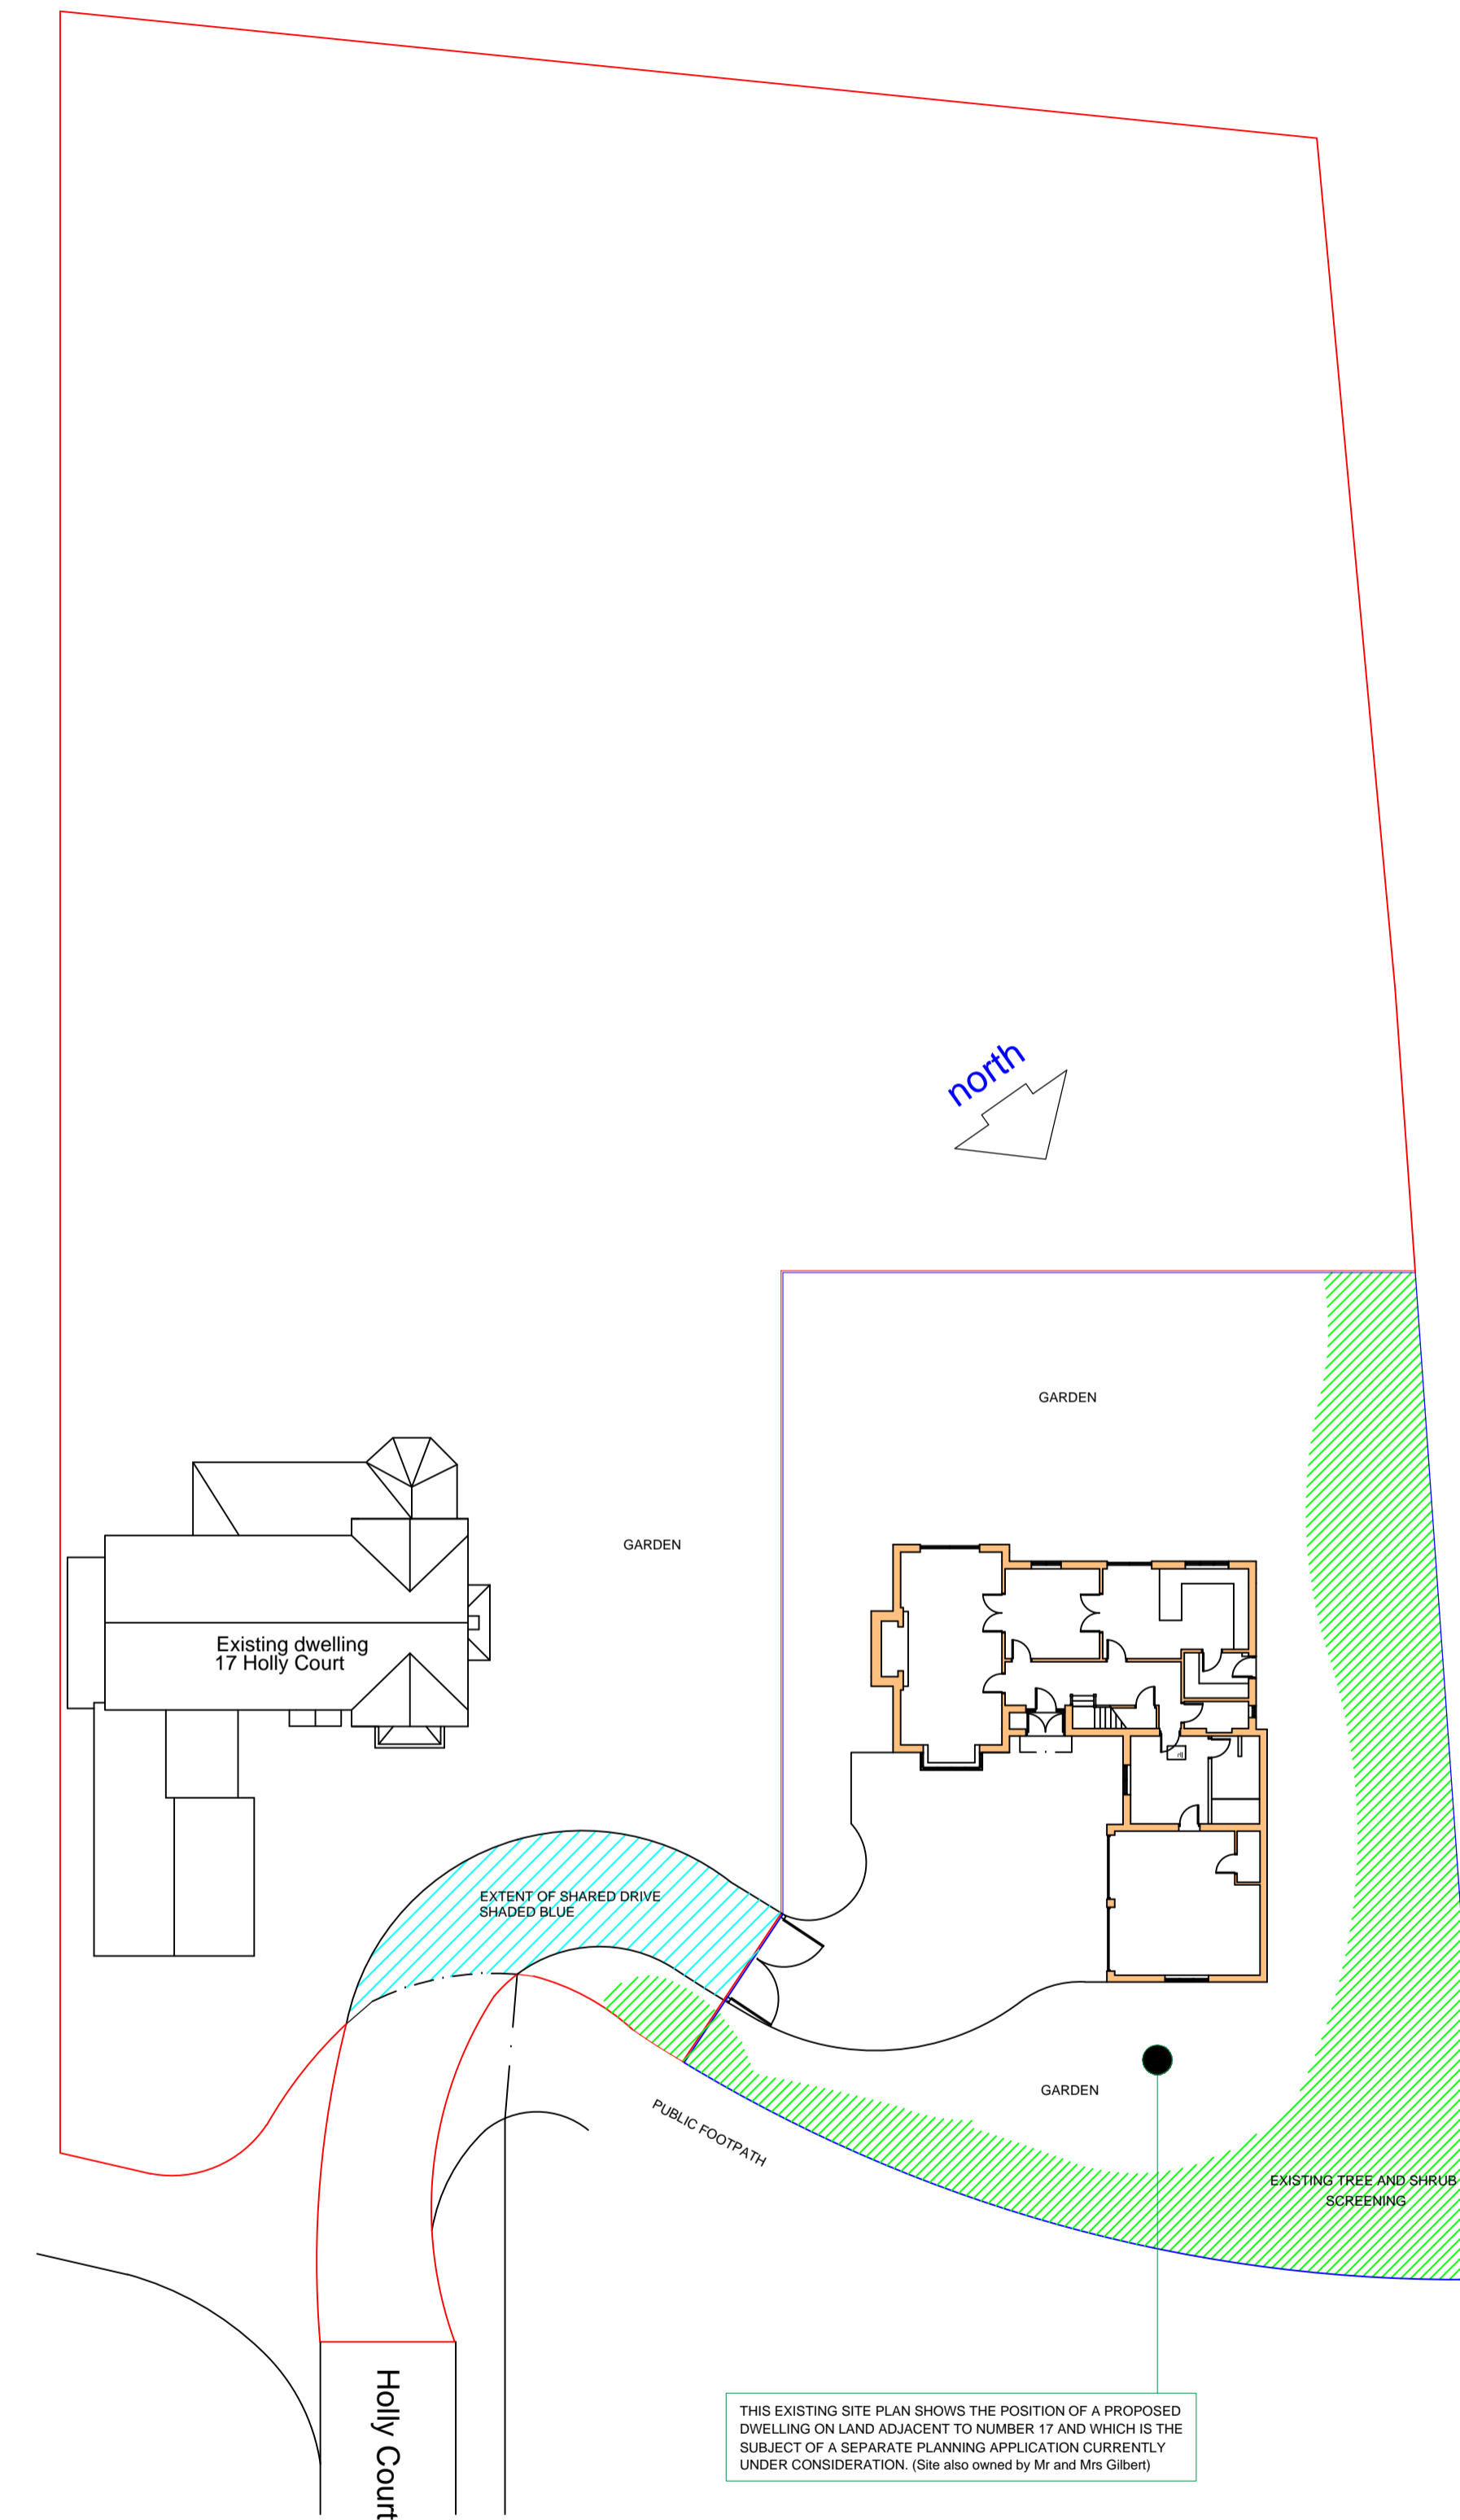 north
GARDEN
GARDEN
Existing dwelling
17 Holly Court
EXTENT OF SHARED DRIVE
SHADED BLUE
GARDEN
PUBLIC FOOTPATH
EXISTING TREE AND SHRUB
SCREENING
Holly Court
THIS EXISTING SITE PLAN SHOWS THE POSITION OF A PROPOSED
DWELLING ON LAND ADJACENT TO NUMBER 17 AND WHICH IS THE
SUBJECT OF A SEPARATE PLANNING APPLICATION CURRENTLY
UNDER CONSIDERATION. (Site also owned by Mr and Mrs Gilbert)